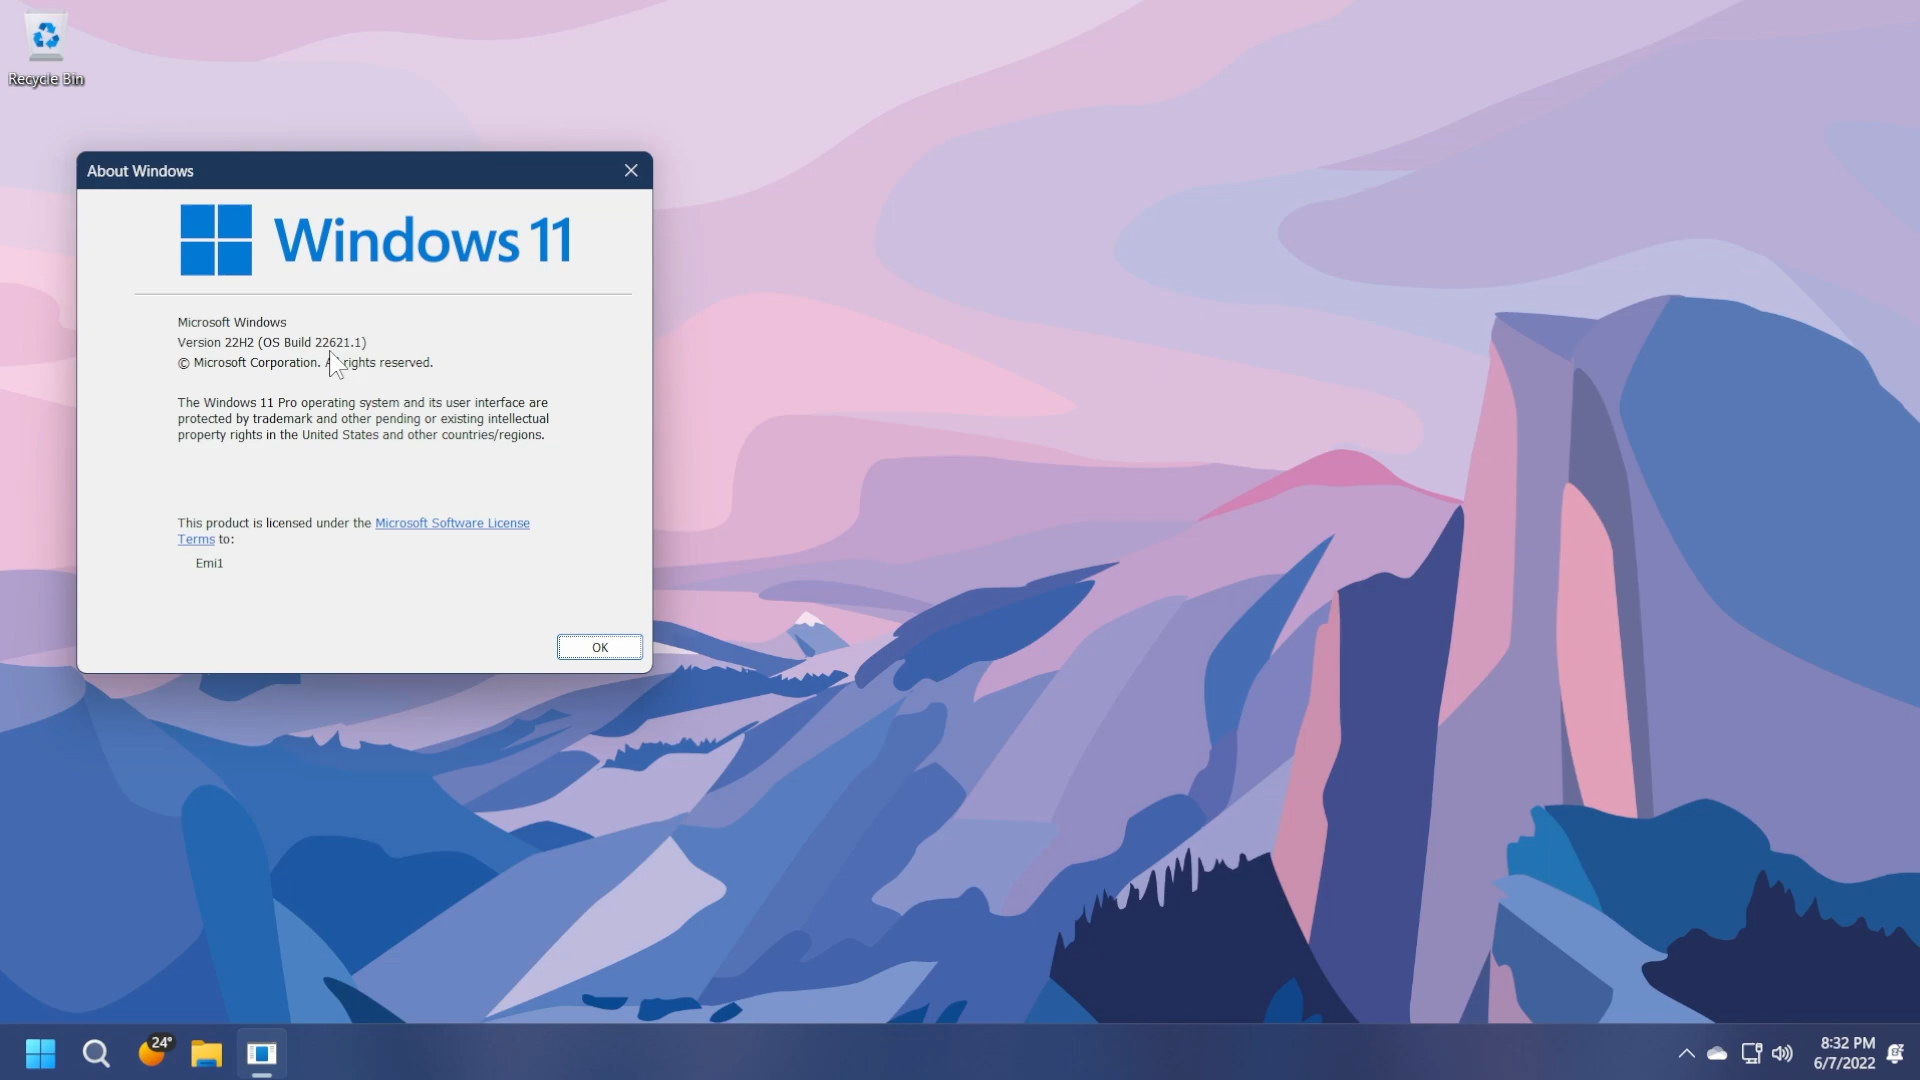 Recycle Bin
About Windows
Windows 11
Microsoft Windows
Version 22H2 (OS Build 22621.1)
© Microsoft Corporation. A rights reserved.
The Windows 11 Pro operating system and its user interface are
protected by trademark and other pending or existing intellectual
property rights in the United States and other countries/regions.
This product is licensed under the Microsoft Software License
Terms to:
Emi1
OK
24°
8:32 PM
6/7/2022